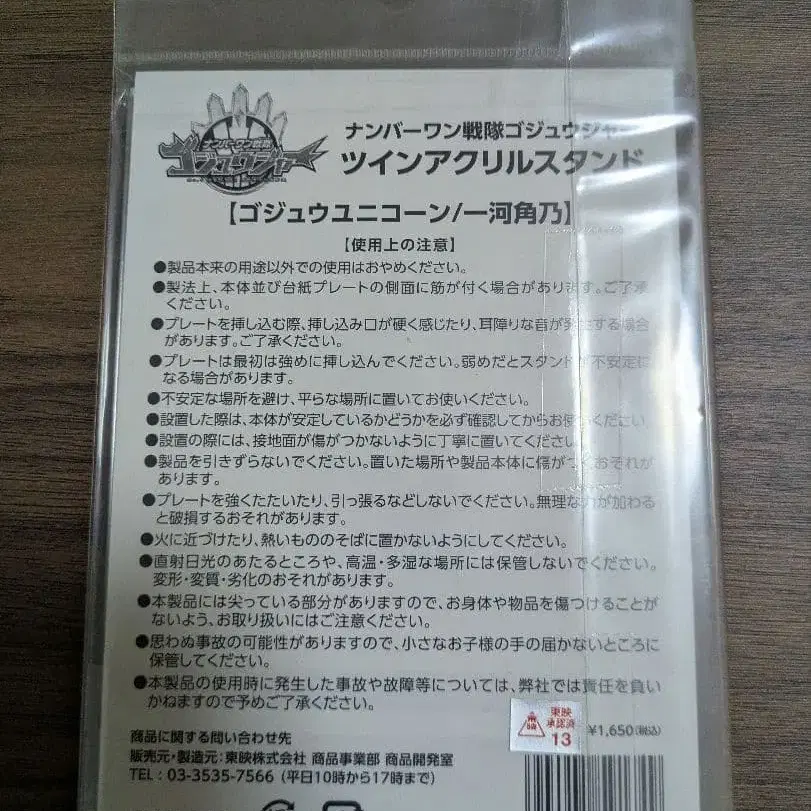 ナンバーワン戦隊
ゴジュウジャー
ナンバーワン戦隊ゴジュウジャー
ツインアクリルスタンド
【ゴジュウユニコーン/一河角乃】
【使用上の注意】
●製品本来の用途以外での使用はおやめください。
●製法上、本体並び台紙プレートの側面に筋が付く場合があります。ご了承
ください。
●プレートを挿し込む際、挿し込み口が硬く感じたり、耳障りな音が発生する場合
があります。ご了承ください。
●プレートは最初は強めに挿し込んでください。弱めだとスタンドが不安定に
なる場合があります。
●不安定な場所を避け、平らな場所に置いてお使いください。
●設置した際は、本体が安定しているかどうかを必ず確認してからお使いください。
●設置の際には、接地面が傷がつかないように丁寧に置いてください。
●製品を引きずらないでください。置いた場所や製品本体に傷がつくおそれが
あります。
●プレートを強くたたいたり、引っ張るなどしないでください。無理な力が加わる
と破損するおそれがあります。
●火に近づけたり、熱いもののそばに置かないようにしてください。
●直射日光のあたるところや、高温・多湿な場所には保管しないでください。
変形・変質・劣化のおそれがあります。
●本製品には尖っている部分がありますので、お身体や物品を傷つけることが
ないよう、お取り扱いにはご注意ください。
●思わぬ事故の可能性がありますので、小さなお子様の手の届かないところに
保管してください。
●本製品の使用時に発生した事故や故障等については、弊社では責任を負い
かねますので予めご了承ください。
商品に関する問い合わせ先
販売元・製造元:東映株式会社 商品事業部 商品開発室
TEL:03-3535-7566(平日10時から17時まで)
東映
承認済
13
¥1,650(税込)